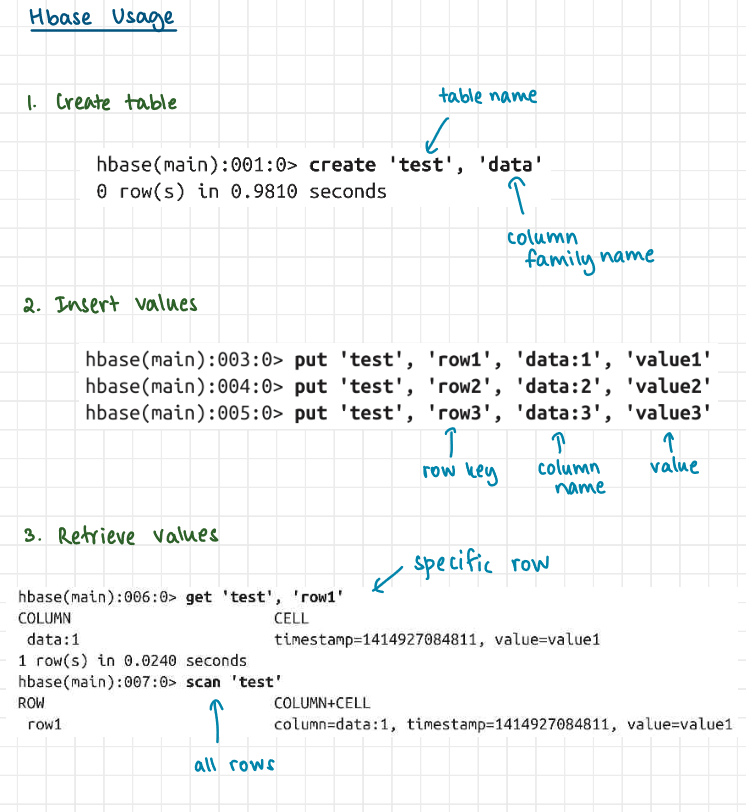 Hbase Usage
1. Create table
table name
hbase(main):001:0> create 'test', 'data'
0 row(s) in 0.9810 seconds
column
family name
2. Insert values
hbase(main):003:0> put 'test', 'row1', 'data:1', 'value1'
hbase(main):004:0> put 'test', 'row2', 'data:2', 'value2'
hbase(main):005:0> put 'test', 'row3', 'data:3', 'value3'
row key column value
name
3. Retrieve values
specific row
hbase(main):006:0> get 'test', 'row1'
COLUMN CELL
data:1 timestamp=1414927084811, value=value1
1 row(s) in 0.0240 seconds
hbase(main):007:0> scan 'test'
ROW COLUMN+CELL
row1 column=data:1, timestamp=1414927084811, value=value1
all rows